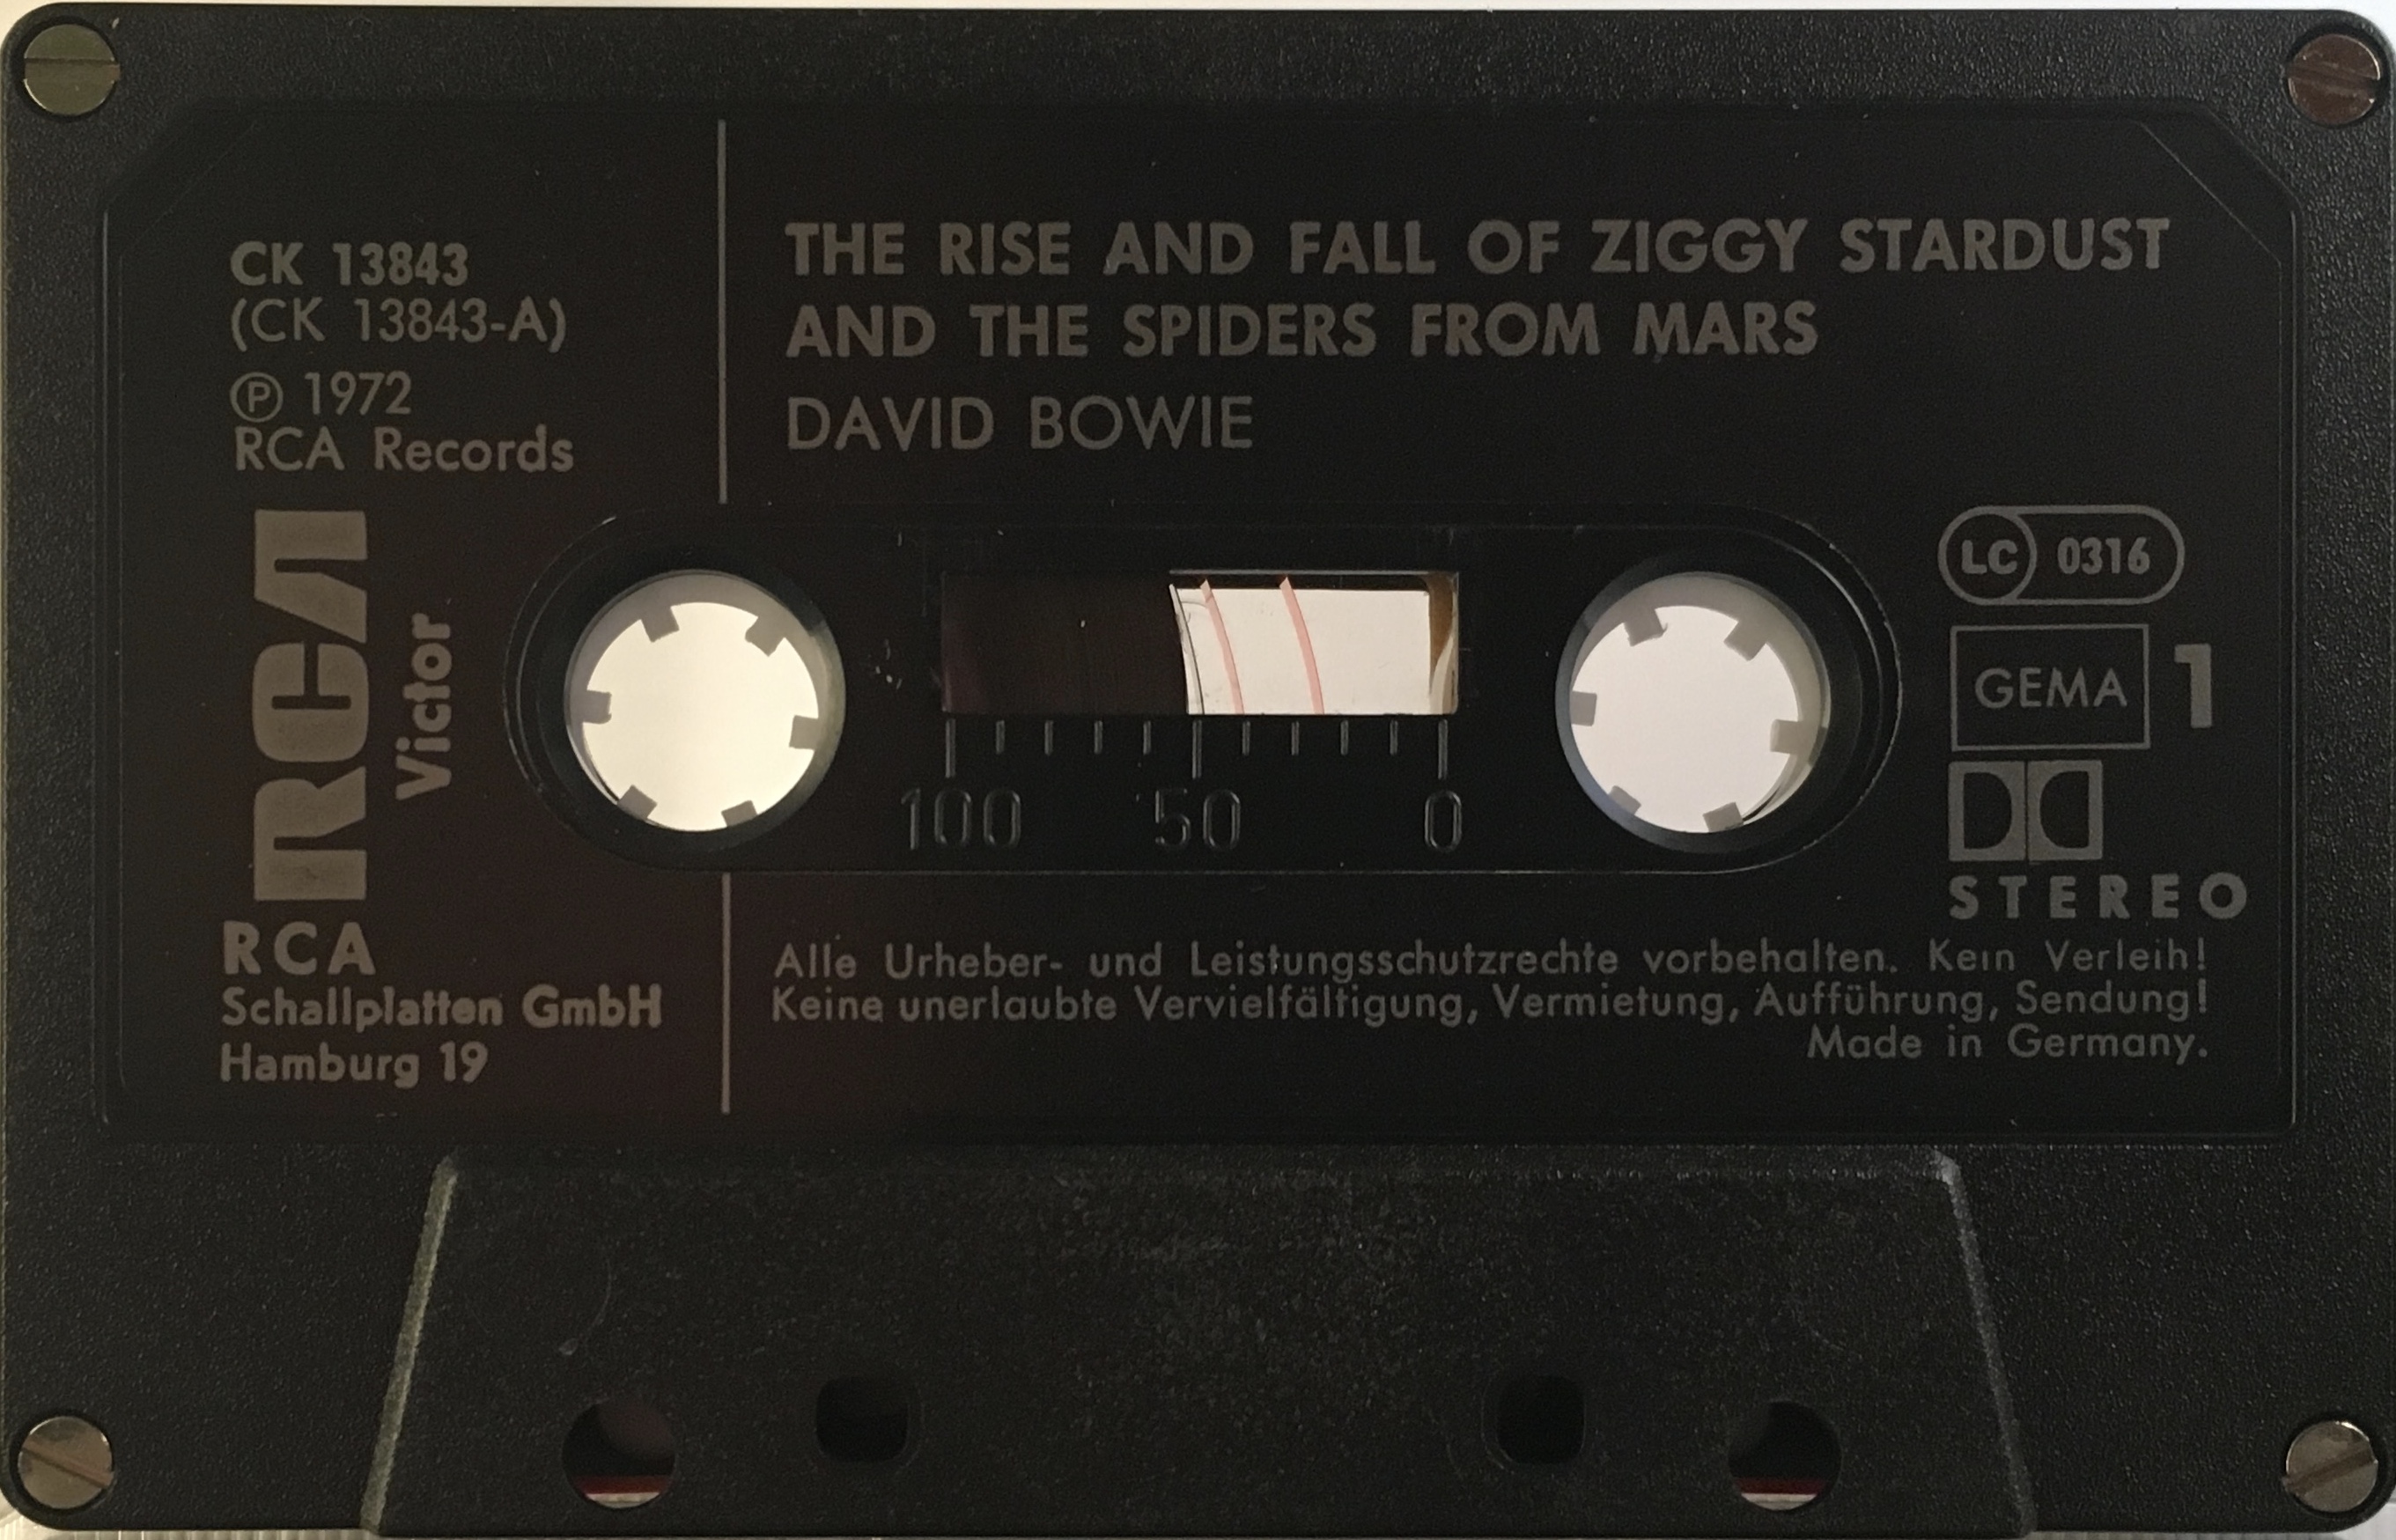 CK 13843
(CK 13843-A)
℗ 1972
RCA Records
RCA
Victor
RCA
Schallplatten GmbH
Hamburg 19
THE RISE AND FALL OF ZIGGY STARDUST
AND THE SPIDERS FROM MARS
DAVID BOWIE
100 50 0
LC 0316
GEMA 1
STEREO
Alle Urheber- und Leistungsschutzrechte vorbehalten. Kein Verleih!
Keine unerlaubte Vervielfältigung, Vermietung, Aufführung, Sendung!
Made in Germany.